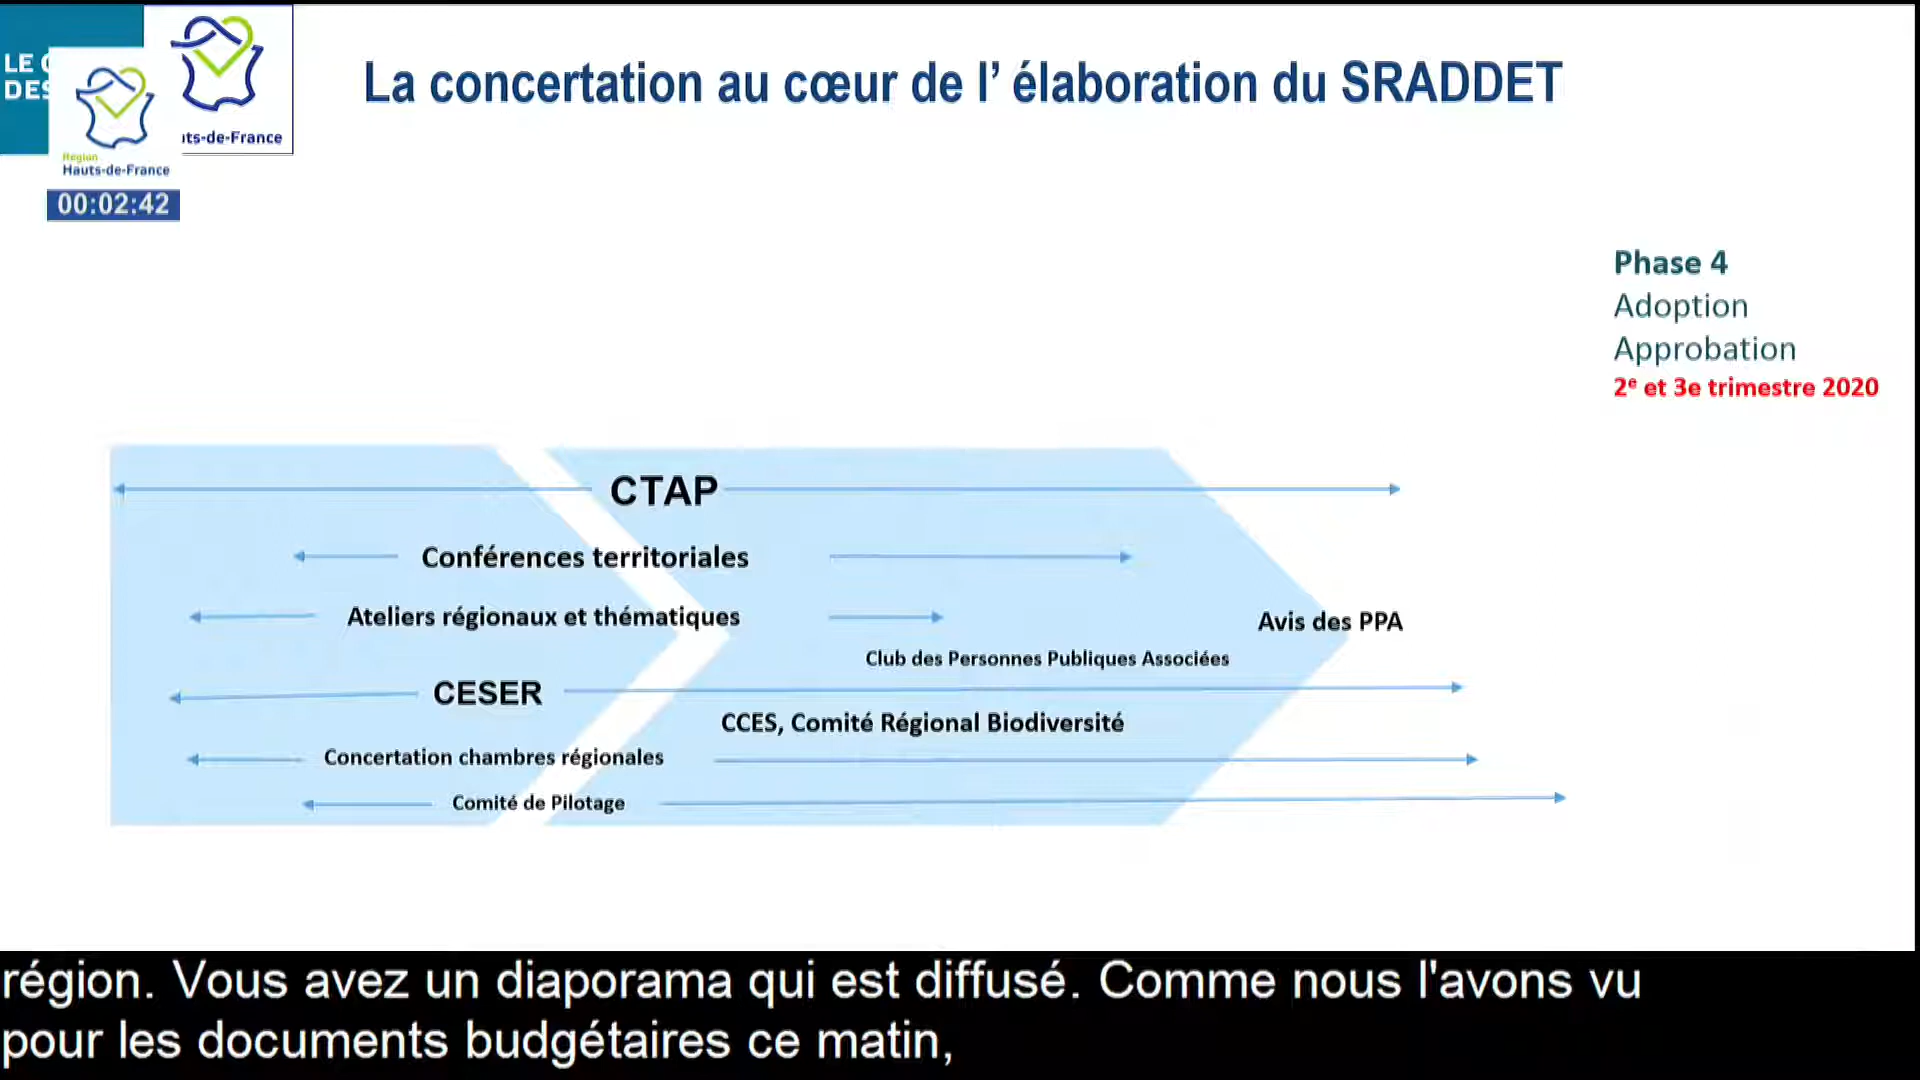 LE
DES
ts-de-France
Région
Hauts-de-France
00:02:42
La concertation au cœur de l’ élaboration du SRADDET
Phase 4
Adoption
Approbation
2e et 3e trimestre 2020
CTAP
Conférences territoriales
Ateliers régionaux et thématiques
Avis des PPA
Club des Personnes Publiques Associées
CESER
CCES, Comité Régional Biodiversité
Concertation chambres régionales
Comité de Pilotage
région. Vous avez un diaporama qui est diffusé. Comme nous l'avons vu
pour les documents budgétaires ce matin,